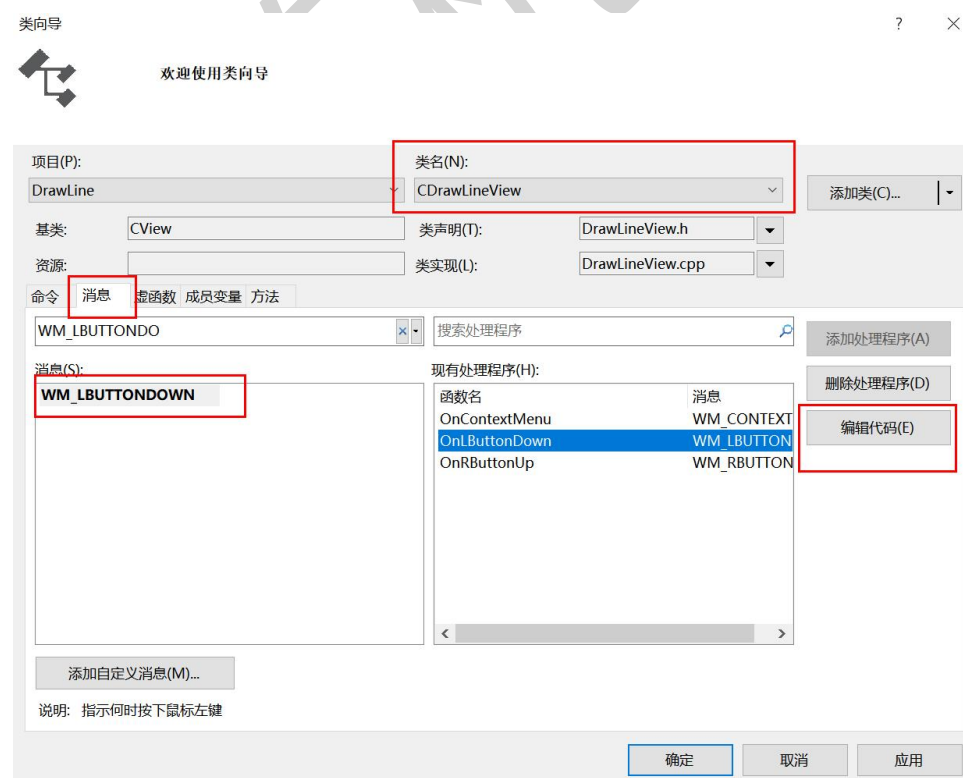 类向导
?
×
欢迎使用类向导
项目(P):
类名(N):
DrawLine
CDrawLineView
添加类(C)...
基类:
CView
类声明(T):
DrawLineView.h
资源:
类实现(L):
DrawLineView.cpp
命令 消息 虚函数 成员变量 方法
WM_LBUTTONDO
搜索处理程序
添加处理程序(A)
消息(S):
现有处理程序(H):
删除处理程序(D)
WM_LBUTTONDOWN
函数名 消息
编辑代码(E)
OnContextMenu WM_CONTEXT
OnLButtonDown WM_LBUTTON
OnRButtonUp WM_RBUTTON
添加自定义消息(M)...
说明: 指示何时按下鼠标左键
确定 取消 应用